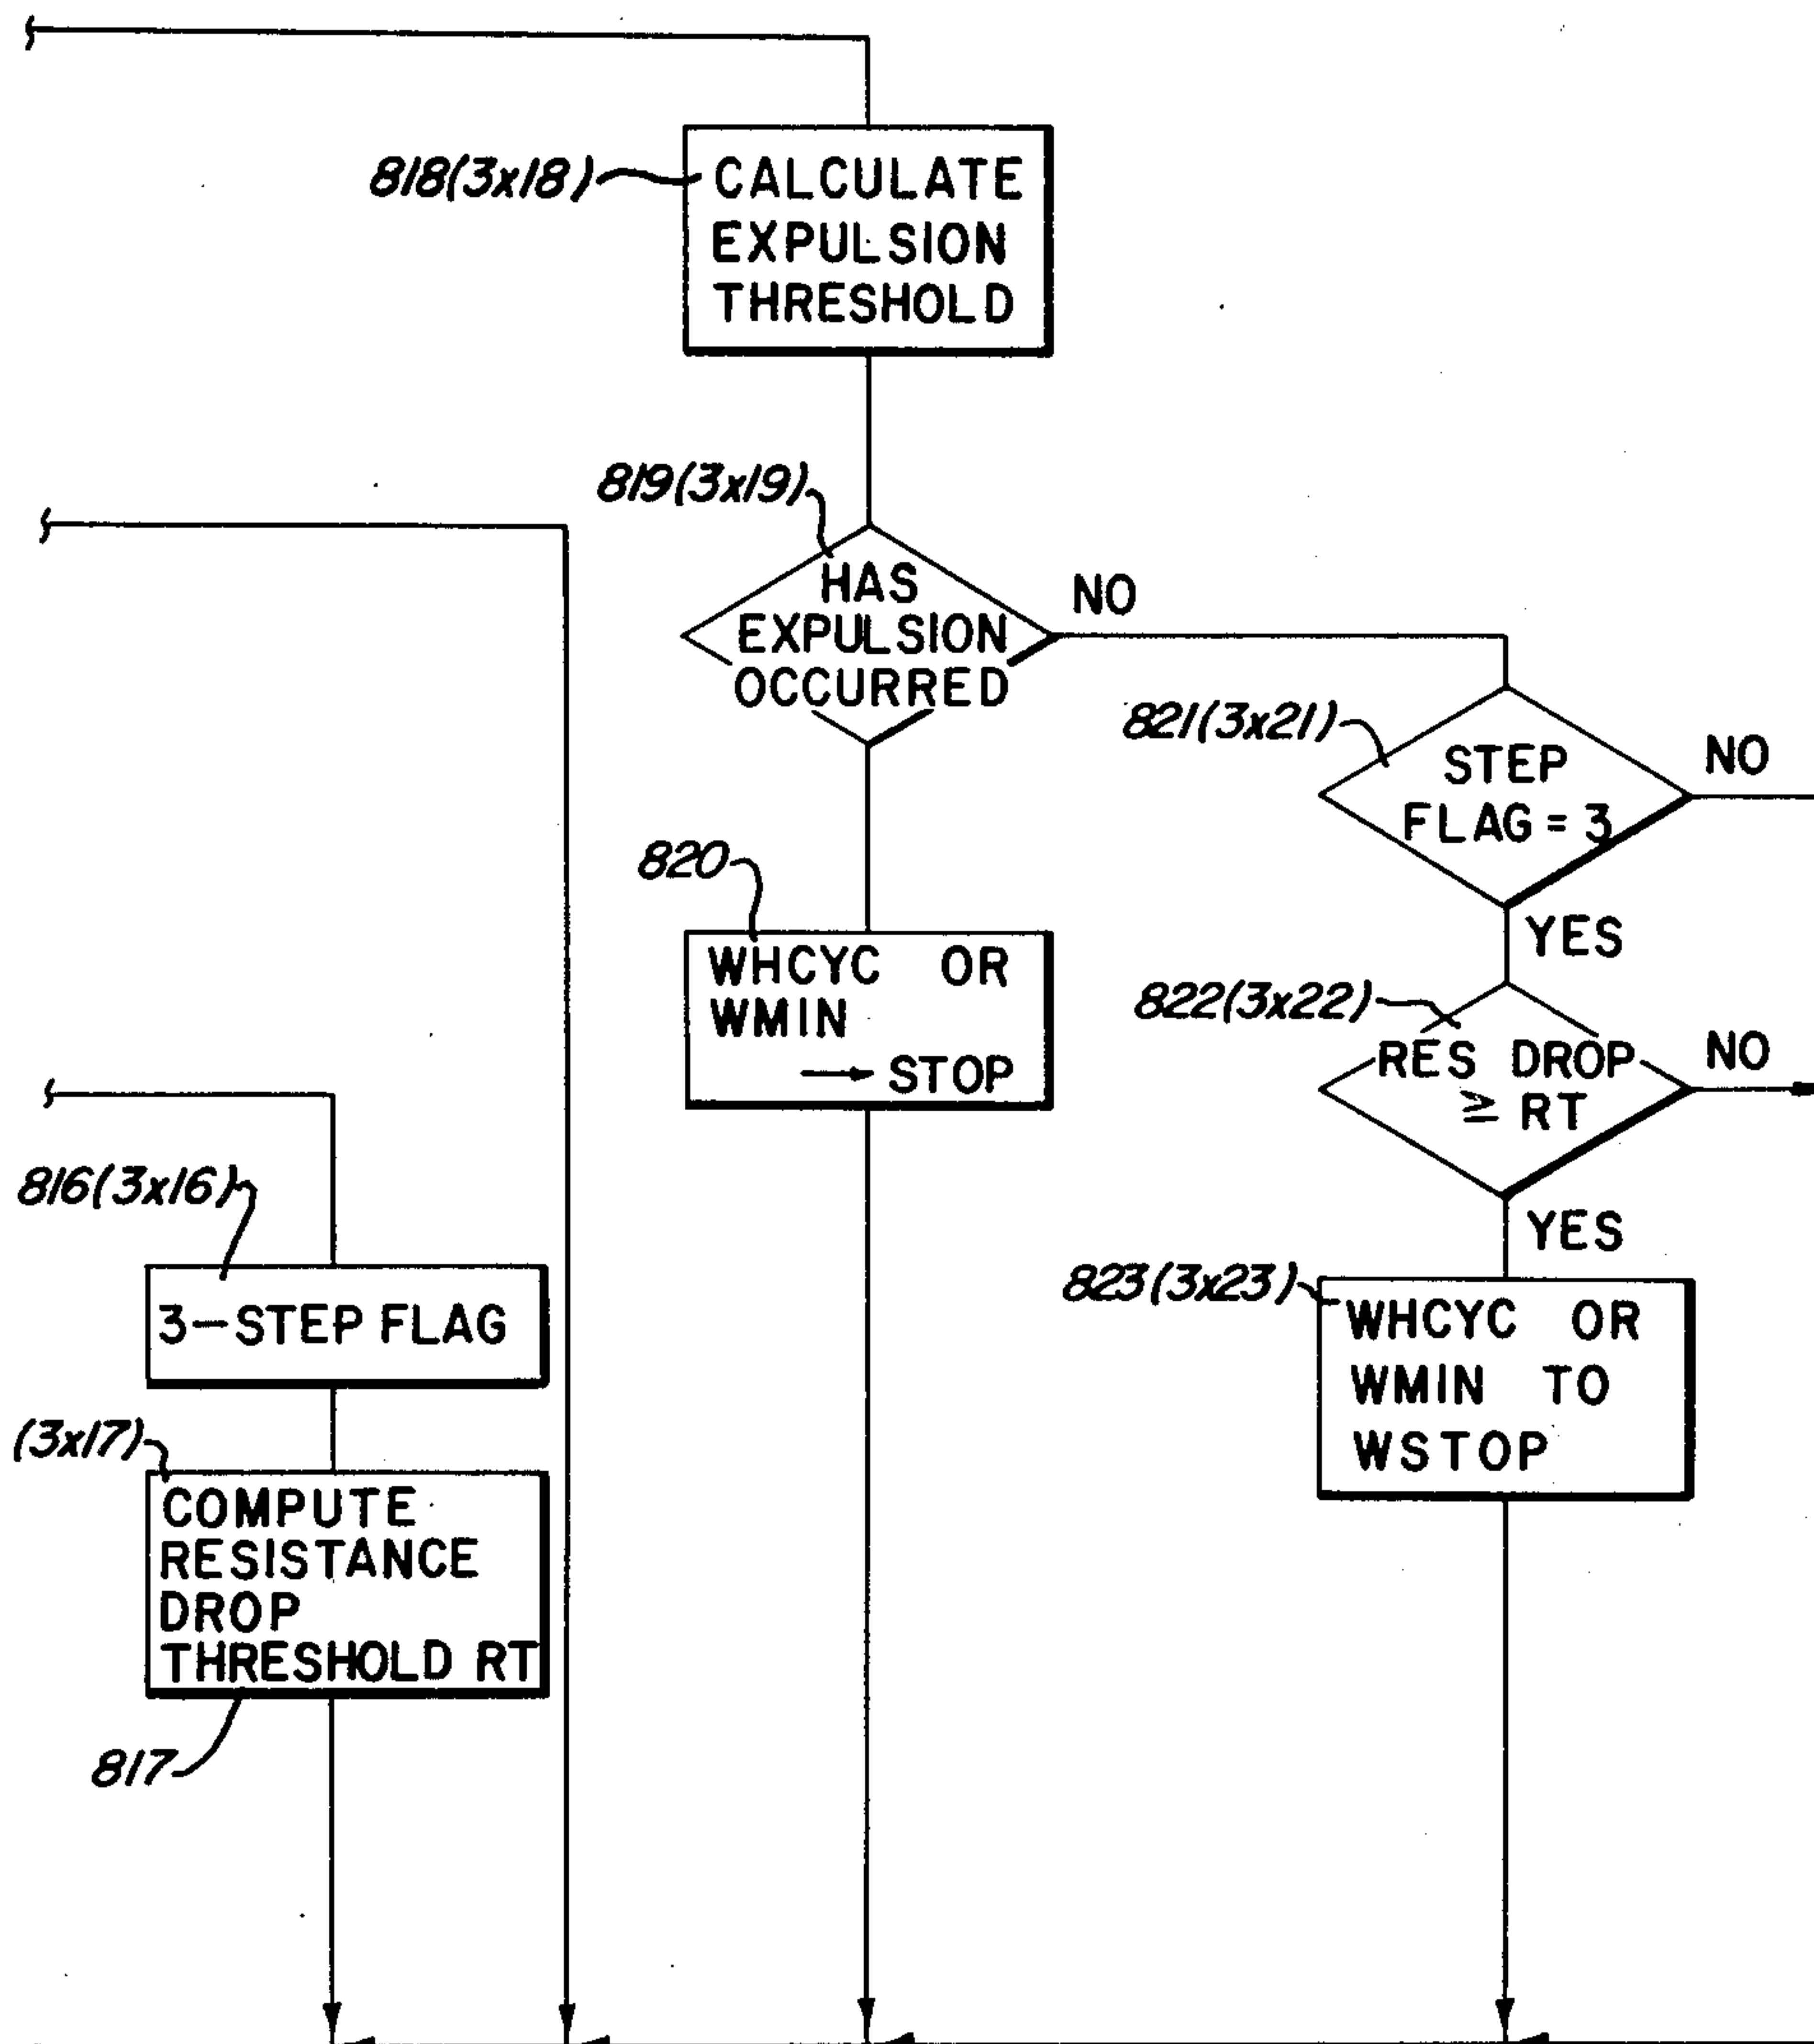 818(3x18)
CALCULATE
EXPULSION
THRESHOLD
819(3x19)
HAS
EXPULSION
OCCURRED
NO
821(3x21)
STEP
FLAG = 3
NO
YES
820
WHCYC OR
WMIN
→ STOP
822(3x22)
RES DROP
≥ RT
NO
YES
816(3x16)
3-STEP FLAG
823(3x23)
WHCYC OR
WMIN TO
WSTOP
(3x17)
COMPUTE
RESISTANCE
DROP
THRESHOLD RT
817